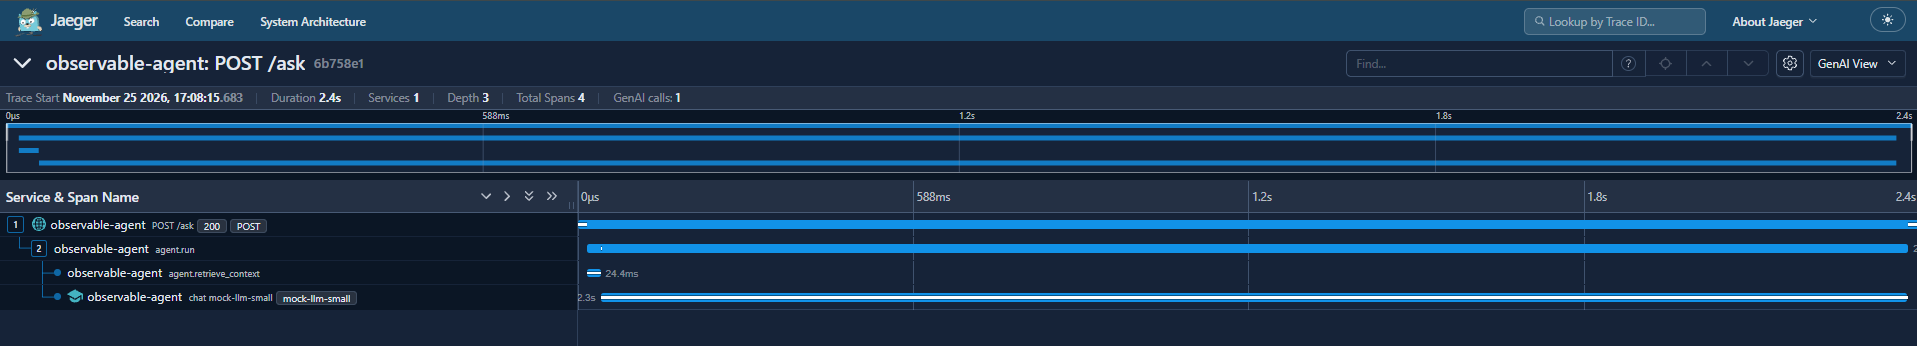 Jaeger Search Compare System Architecture Lookup by Trace ID... About Jaeger
observable-agent: POST /ask 6b758e1 Find... ? GenAI View
Trace Start November 25 2026, 17:08:15.683 Duration 2.4s Services 1 Depth 3 Total Spans 4 GenAI calls: 1
0µs 588ms 1.2s 1.8s 2.4s
Service & Span Name 0µs 588ms 1.2s 1.8s 2.4s
1 observable-agent POST /ask 200 POST
2 observable-agent agent.run
observable-agent agent.retrieve_context 24.4ms
observable-agent chat mock-llm-small mock-llm-small 2.3s